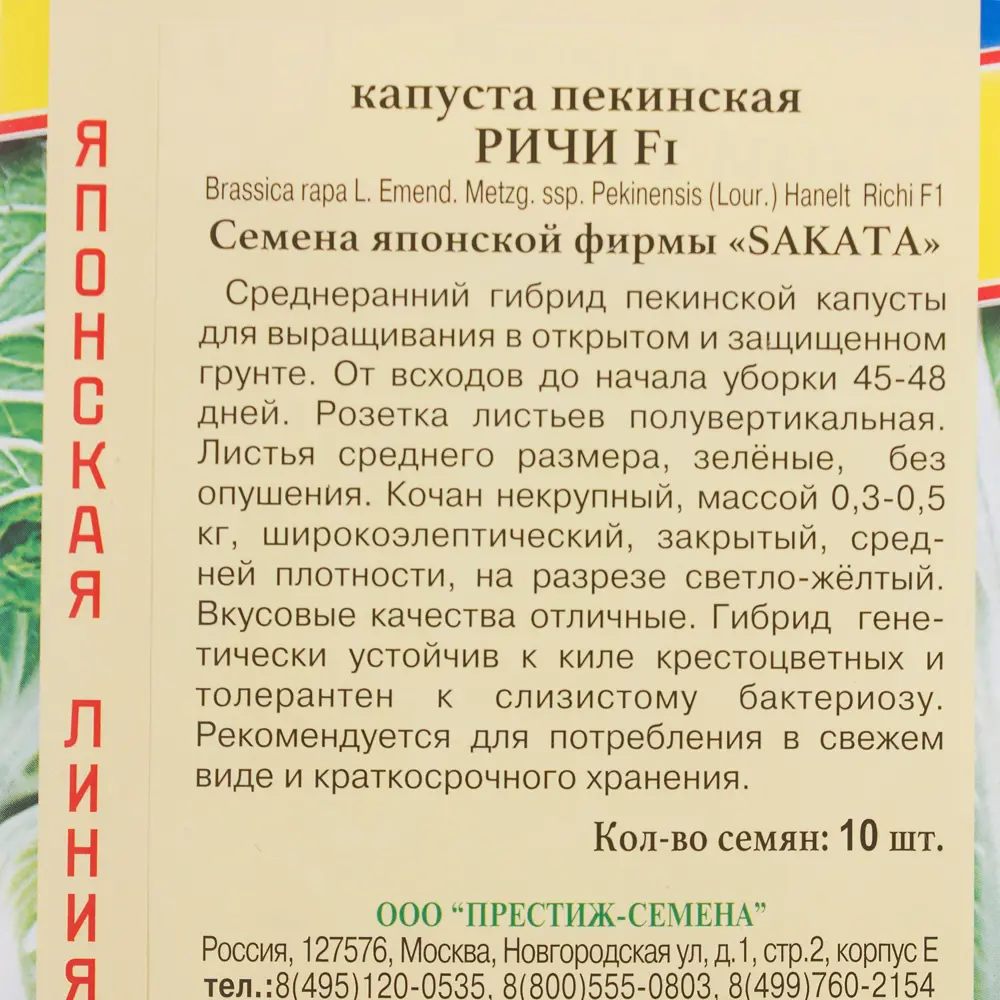 ЯПОНСКАЯ ЛИНИЯ
капуста пекинская
РИЧИ F1
Brassica rapa L. Emend. Metzg. ssp. Pekinensis (Lour.) Hanelt Richi F1
Семена японской фирмы «SAKATA»
Среднеранний гибрид пекинской капусты
для выращивания в открытом и защищенном
грунте. От всходов до начала уборки 45-48
дней. Розетка листьев полувертикальная.
Листья среднего размера, зелёные, без
опушения. Кочан некрупный, массой 0,3-0,5
кг, широкоэлептический, закрытый, сред-
ней плотности, на разрезе светло-жёлтый.
Вкусовые качества отличные. Гибрид гене-
тически устойчив к киле крестоцветных и
толерантен к слизистому бактериозу.
Рекомендуется для потребления в свежем
виде и краткосрочного хранения.
Кол-во семян: 10 шт.
ООО “ПРЕСТИЖ-СЕМЕНА”
Россия, 127576, Москва, Новгородская ул, д.1, стр.2, корпус Е
тел.:8(495)120-0535, 8(800)555-0803, 8(499)760-2154